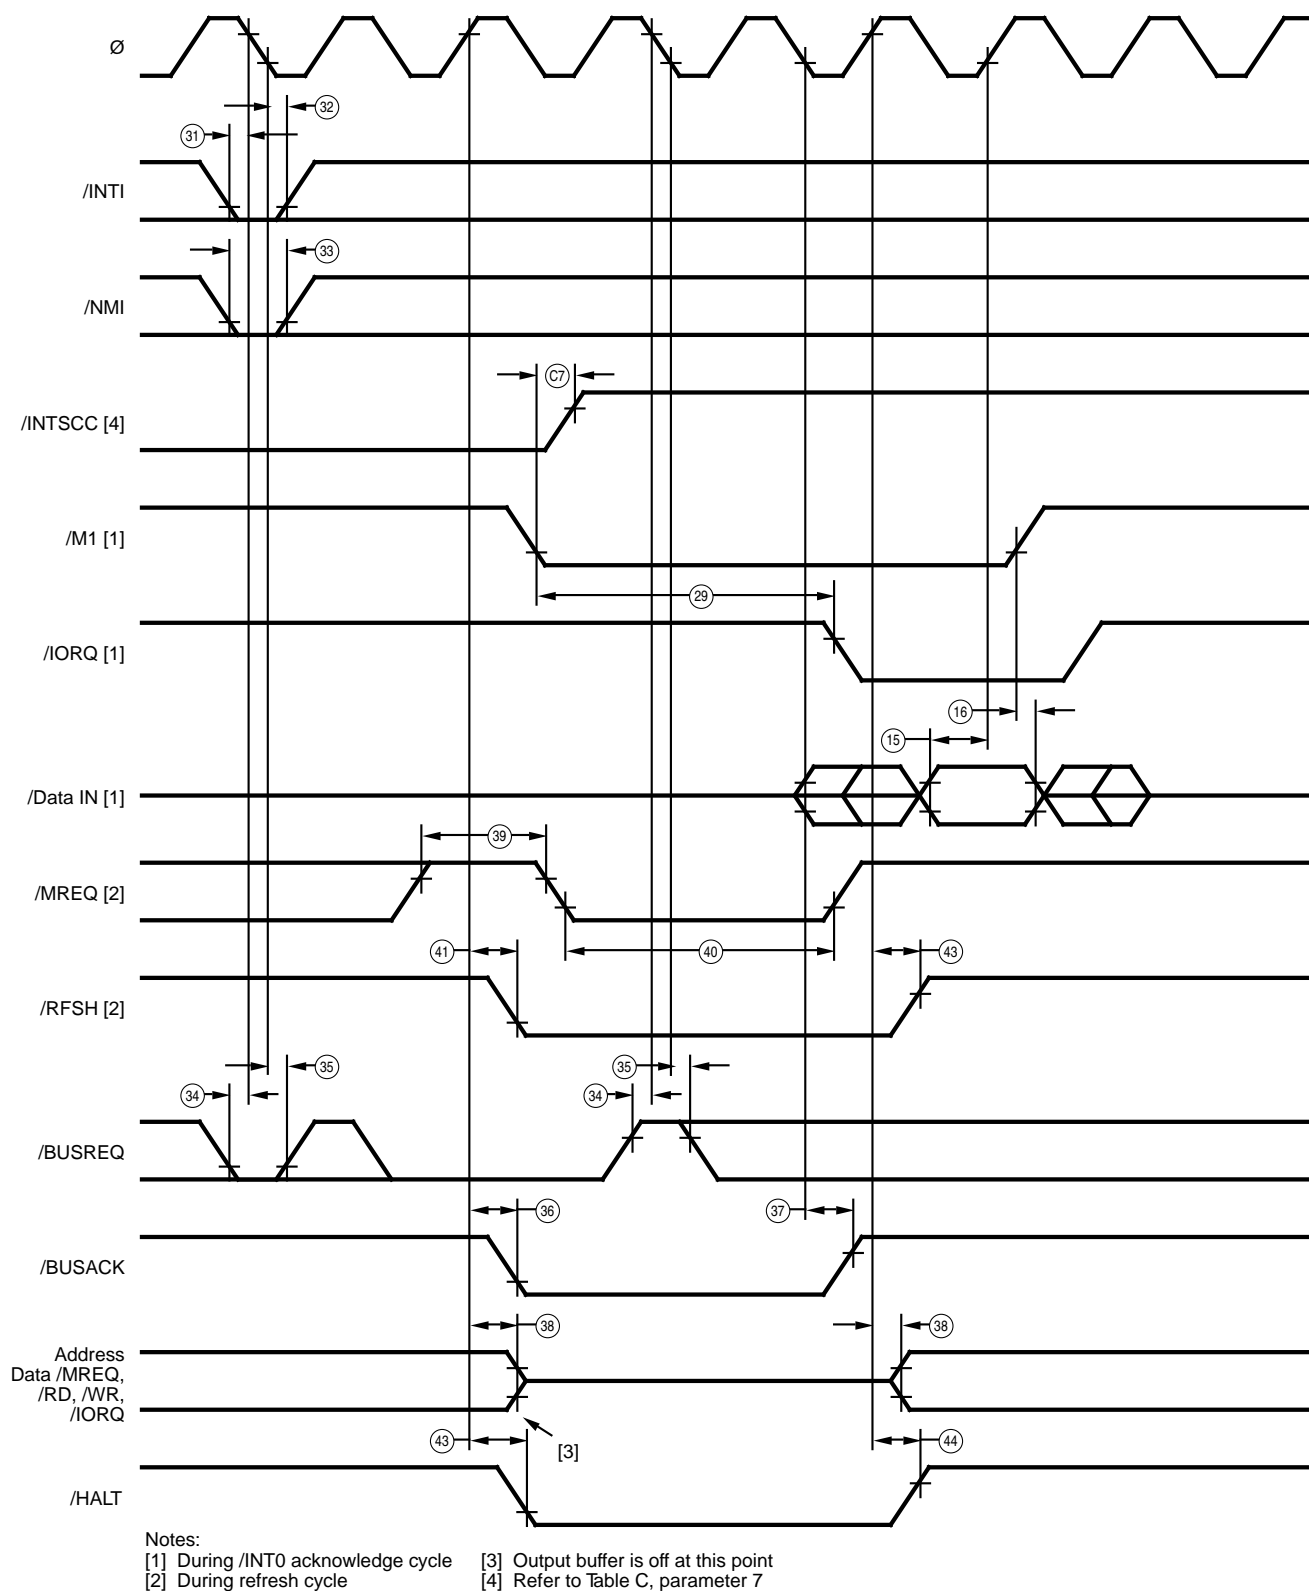 Ø
32
31
/INTI
33
/NMI
C7
/INTSCC [4]
/M1 [1]
29
/IORQ [1]
16
15
/Data IN [1]
39
/MREQ [2]
41
40
43
/RFSH [2]
35
35
34
34
/BUSREQ
36
37
/BUSACK
38
38
Address
Data /MREQ,
/RD, /WR,
/IORQ
43
[3]
44
/HALT
Notes:
[1] During /INT0 acknowledge cycle
[2] During refresh cycle
[3] Output buffer is off at this point
[4] Refer to Table C, parameter 7